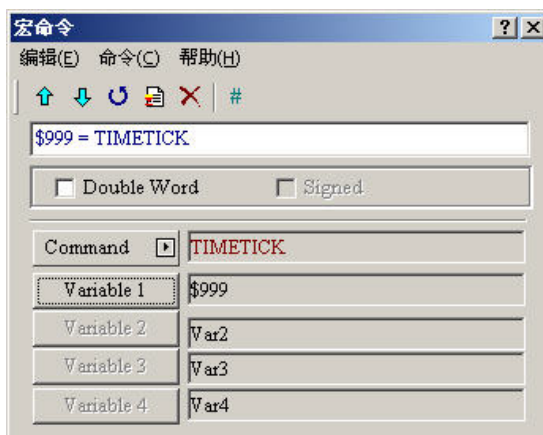 宏命令
编辑(E) 命令(C) 帮助(H)
#
$999 = TIMETICK
Double Word Signed
Command TIMETICK
Variable 1 $999
Variable 2 Var2
Variable 3 Var3
Variable 4 Var4